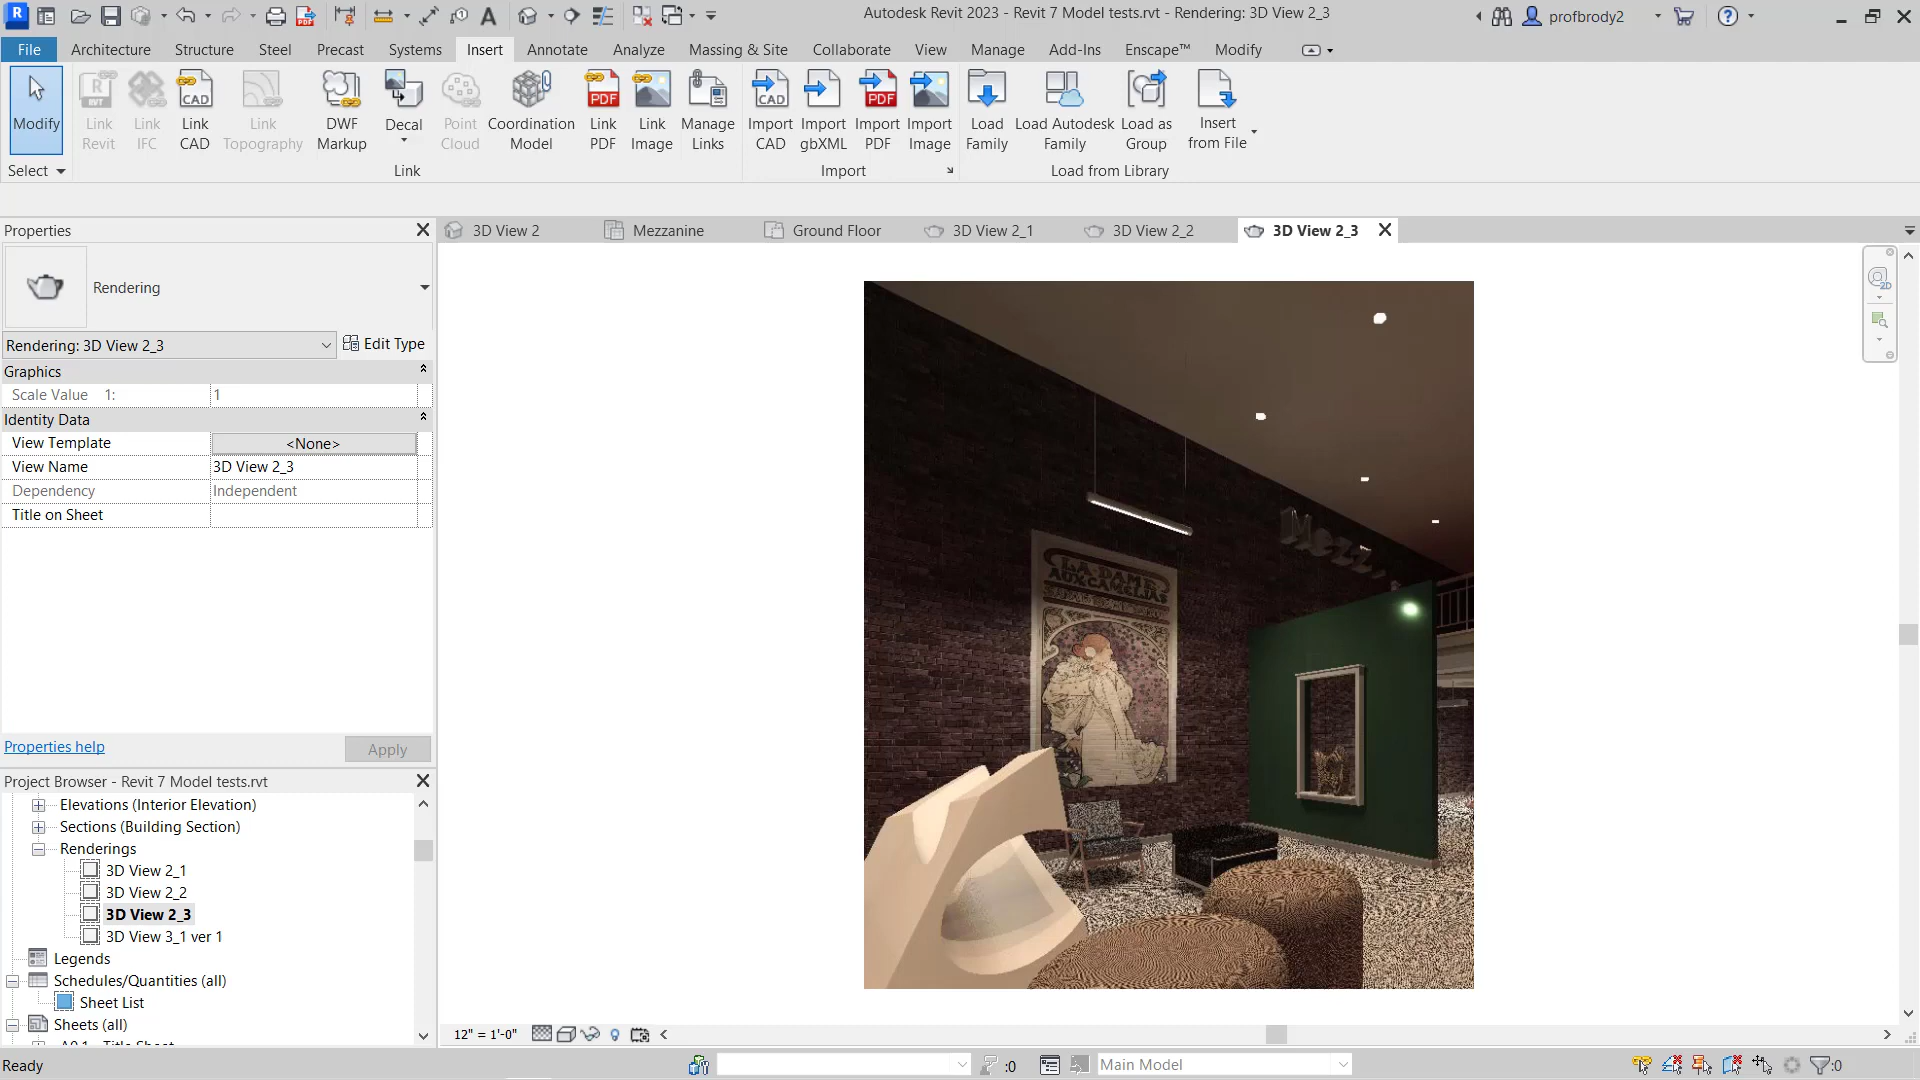 Autodesk Revit 2023 - Revit 7 Model tests.rvt - Rendering: 3D View 2_3
profbrody2
File Architecture Structure Steel Precast Systems Insert Annotate Analyze Massing & Site Collaborate View Manage Add-Ins Enscape™ Modify
Modify
Link Revit
Link IFC
Link CAD
Link Topography
DWF Markup
Decal
Point Cloud
Coordination Model
Link PDF
Link Image
Manage Links
Import CAD
Import gbXML
Import PDF
Import Image
Load Family
Load Autodesk Family
Load as Group
Insert from File
Select
Link
Import
Load from Library
Properties
3D View 2
Mezzanine
Ground Floor
3D View 2_1
3D View 2_2
3D View 2_3
Rendering
Rendering: 3D View 2_3
Edit Type
Graphics
Scale Value 1: 1
Identity Data
View Template <None>
View Name 3D View 2_3
Dependency Independent
Title on Sheet
Properties help
Apply
Mezz.
LA DAME
AUX CAMELIAS
Project Browser - Revit 7 Model tests.rvt
Elevations (Interior Elevation)
Sections (Building Section)
Renderings
3D View 2_1
3D View 2_2
3D View 2_3
3D View 3_1 ver 1
Legends
Schedules/Quantities (all)
Sheet List
Sheets (all)
12" = 1'-0"
Ready
:0
Main Model
:0